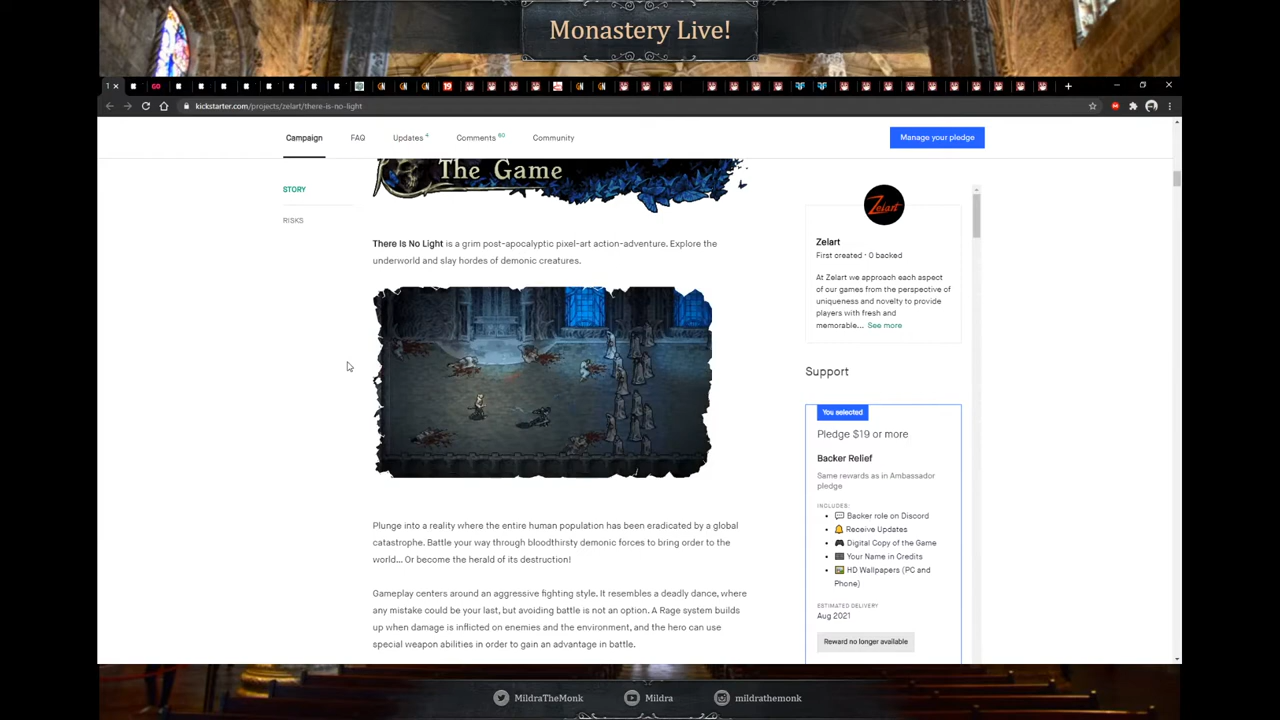 Monastery Live!
kickstarter.com/projects/zelart/there-is-no-light
Campaign
FAQ
Updates 4
Comments 60
Community
Manage your pledge
The Game
STORY
RISKS
There Is No Light is a grim post-apocalyptic pixel-art action-adventure. Explore the
underworld and slay hordes of demonic creatures.
Plunge into a reality where the entire human population has been eradicated by a global
catastrophe. Battle your way through bloodthirsty demonic forces to bring order to the
world... Or become the herald of its destruction!
Gameplay centers around an aggressive fighting style. It resembles a deadly dance, where
any mistake could be your last, but avoiding battle is not an option. A Rage system builds
up when damage is inflicted on enemies and the environment, and the hero can use
special weapon abilities in order to gain an advantage in battle.
Zelart
Zelart
First created · 0 backed
At Zelart we approach each aspect
of our games from the perspective of
uniqueness and novelty to provide
players with fresh and
memorable... See more
Support
You selected
Pledge $19 or more
Backer Relief
Same rewards as in Ambassador
pledge
INCLUDES:
Backer role on Discord
Receive Updates
Digital Copy of the Game
Your Name in Credits
HD Wallpapers (PC and
Phone)
ESTIMATED DELIVERY
Aug 2021
Reward no longer available
MildraTheMonk
Mildra
mildrathemonk